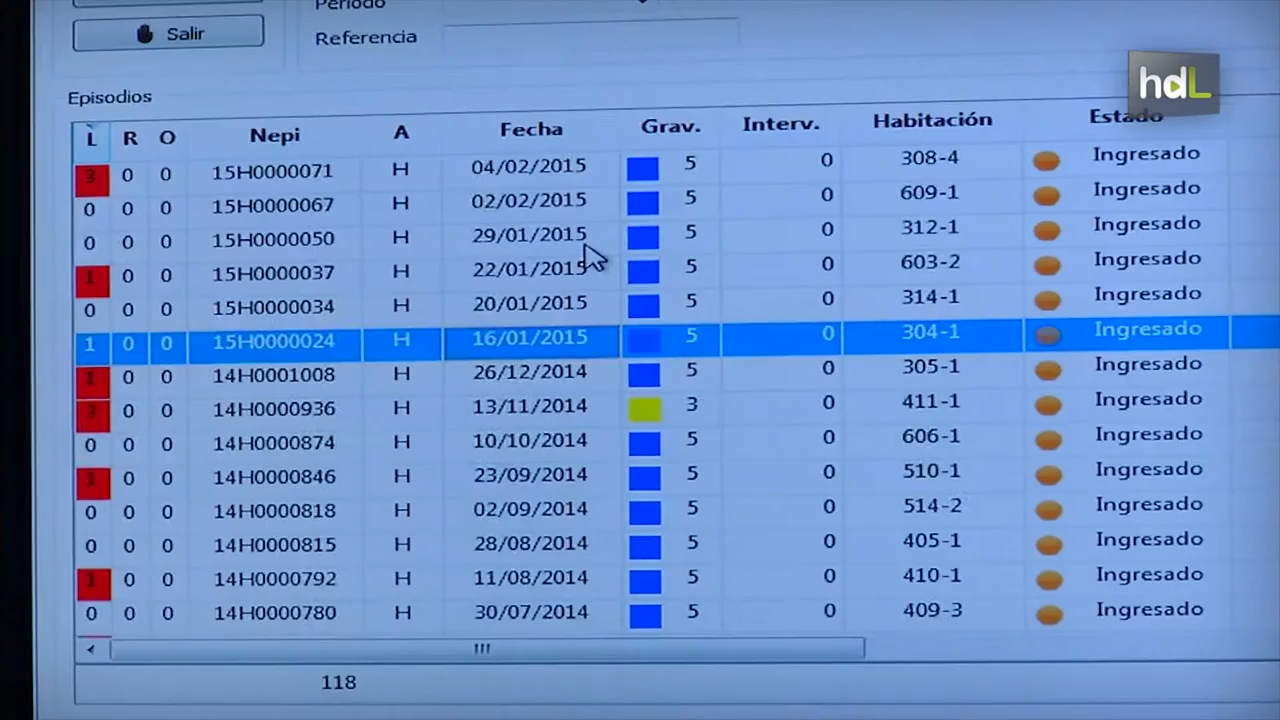 Periodo
Salir
Referencia
hdL
Episodios
L R O Nepi A Fecha Grav. Interv. Habitación Estado
3 0 0 15H0000071 H 04/02/2015 5 0 308-4 Ingresado
0 0 0 15H0000067 H 02/02/2015 5 0 609-1 Ingresado
0 0 0 15H0000050 H 29/01/2015 5 0 312-1 Ingresado
1 0 0 15H0000037 H 22/01/2015 5 0 603-2 Ingresado
0 0 0 15H0000034 H 20/01/2015 5 0 314-1 Ingresado
1 0 0 15H0000024 H 16/01/2015 5 0 304-1 Ingresado
1 0 0 14H0001008 H 26/12/2014 5 0 305-1 Ingresado
3 0 0 14H0000936 H 13/11/2014 3 0 411-1 Ingresado
0 0 0 14H0000874 H 10/10/2014 5 0 606-1 Ingresado
0 0 14H0000846 H 23/09/2014 5 0 510-1 Ingresado
0 0 0 14H0000818 H 02/09/2014 5 0 514-2 Ingresado
0 0 0 14H0000815 H 28/08/2014 5 0 405-1 Ingresado
1 0 0 14H0000792 H 11/08/2014 5 0 410-1 Ingresado
0 0 0 14H0000780 H 30/07/2014 5 0 409-3 Ingresado
118